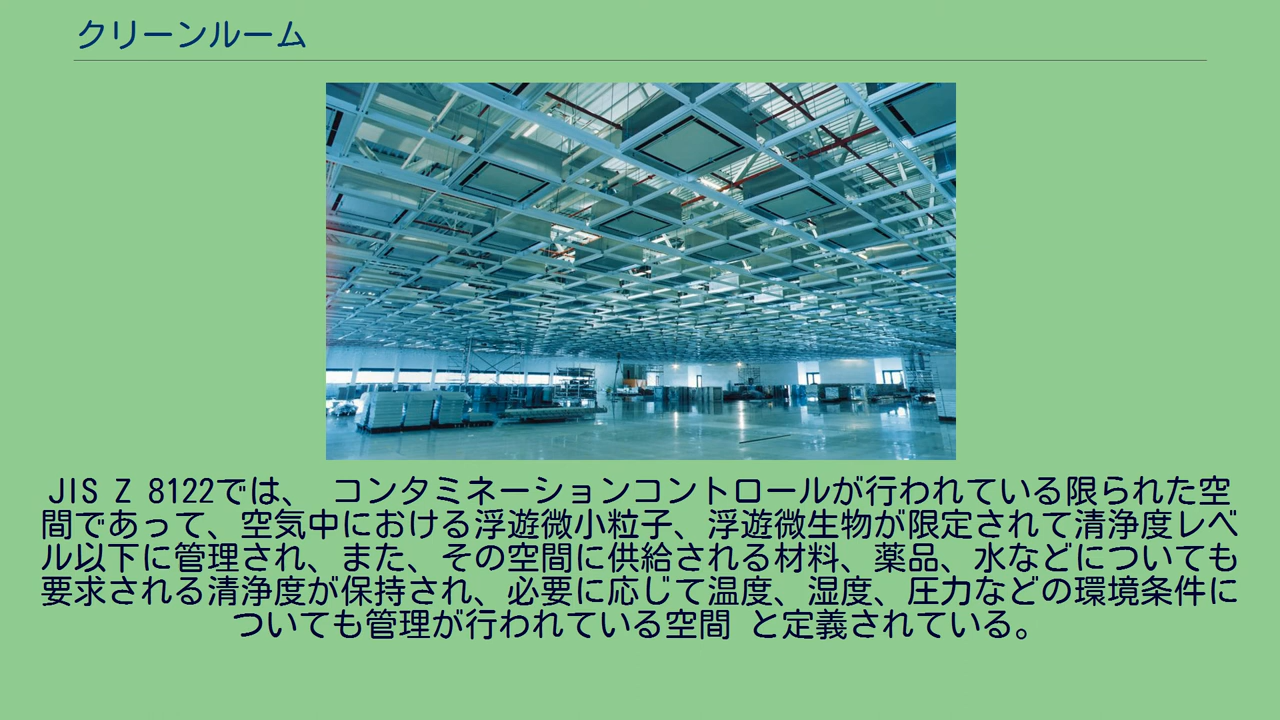 クリーンルーム
JIS Z 8122では、 コンタミネーションコントロールが行われている限られた空
間であって、空気中における浮遊微小粒子、浮遊微生物が限定されて清浄度レベ
ル以下に管理され、また、その空間に供給される材料、薬品、水などについても
要求される清浄度が保持され、必要に応じて温度、湿度、圧力などの環境条件に
ついても管理が行われている空間 と定義されている。